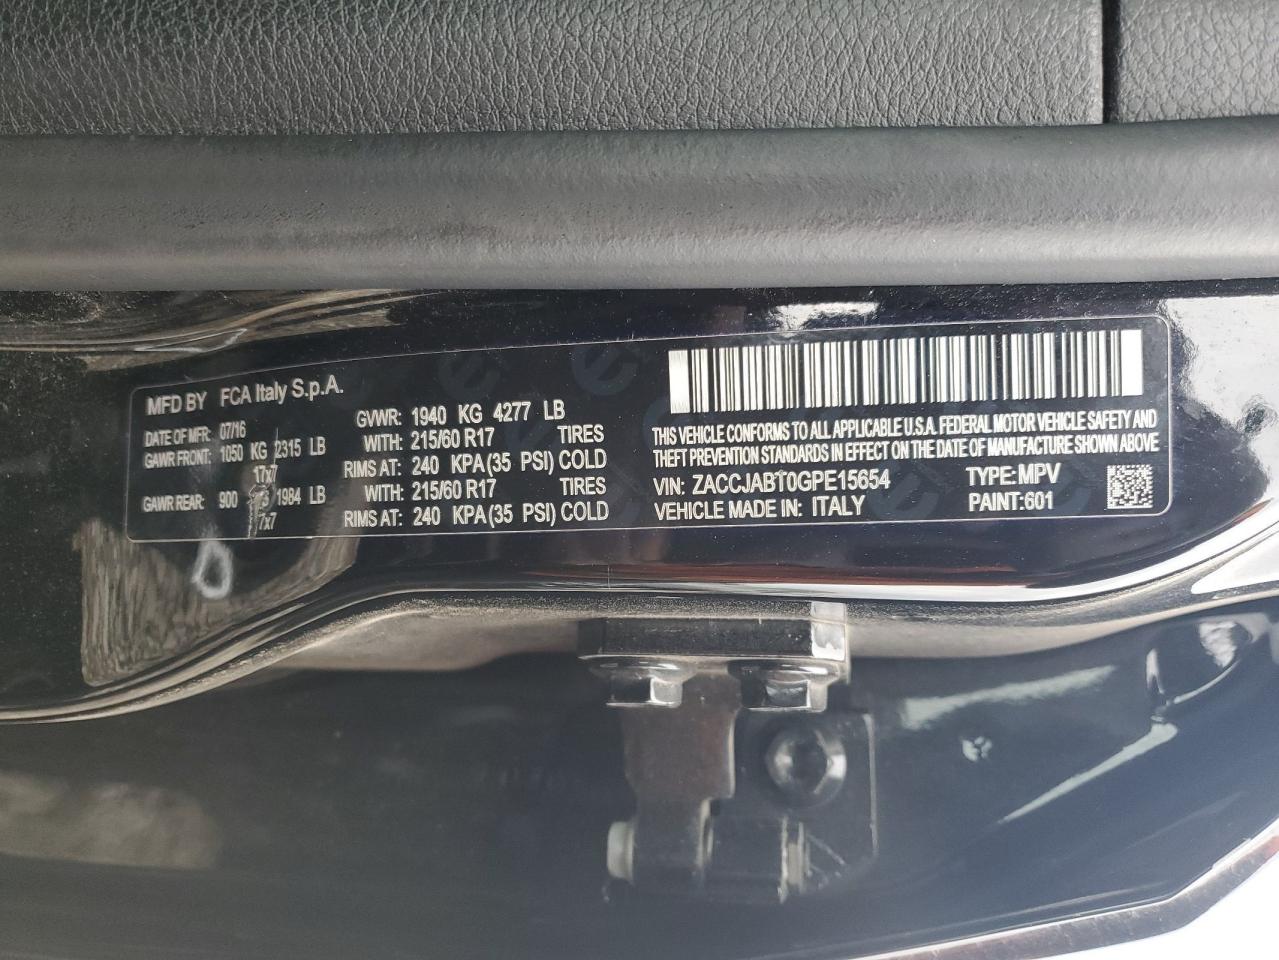 MFD BY FCA Italy S.p.A.
DATE OF MFR: 07/16 GVWR: 1940 KG 4277 LB
GAWR FRONT: 1050 KG 2315 LB WITH: 215/60 R17 TIRES
17x7 RIMS AT: 240 KPA(35 PSI) COLD
GAWR REAR: 900 1984 LB WITH: 215/60 R17 TIRES
7x7 RIMS AT: 240 KPA(35 PSI) COLD
THIS VEHICLE CONFORMS TO ALL APPLICABLE U.S.A. FEDERAL MOTOR VEHICLE SAFETY AND
THEFT PREVENTION STANDARDS IN EFFECT ON THE DATE OF MANUFACTURE SHOWN ABOVE
VIN: ZACCJABT0GPE15654 TYPE: MPV
VEHICLE MADE IN: ITALY PAINT:601